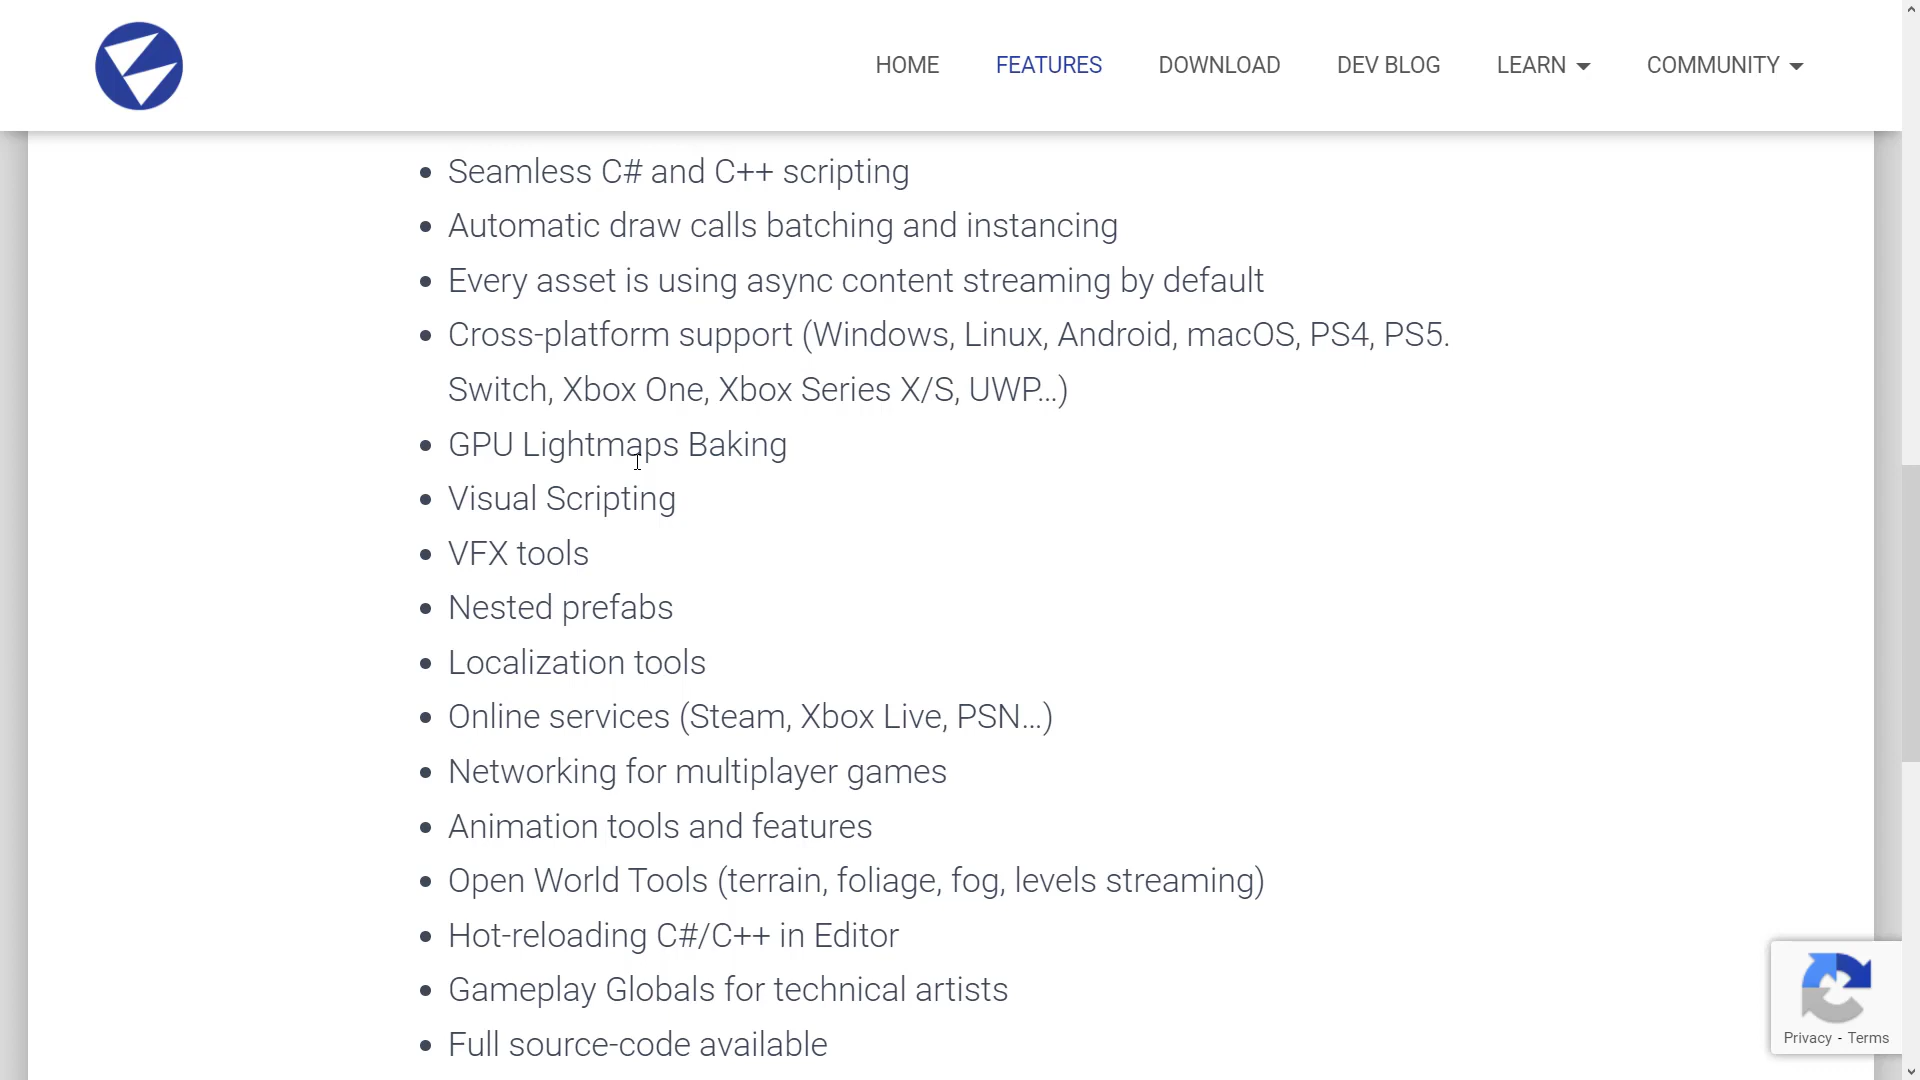 HOME FEATURES DOWNLOAD DEV BLOG LEARN COMMUNITY
Seamless C# and C++ scripting
Automatic draw calls batching and instancing
Every asset is using async content streaming by default
Cross-platform support (Windows, Linux, Android, macOS, PS4, PS5.
Switch, Xbox One, Xbox Series X/S, UWP...)
GPU Lightmaps Baking
Visual Scripting
VFX tools
Nested prefabs
Localization tools
Online services (Steam, Xbox Live, PSN...)
Networking for multiplayer games
Animation tools and features
Open World Tools (terrain, foliage, fog, levels streaming)
Hot-reloading C#/C++ in Editor
Gameplay Globals for technical artists
Full source-code available
Privacy - Terms